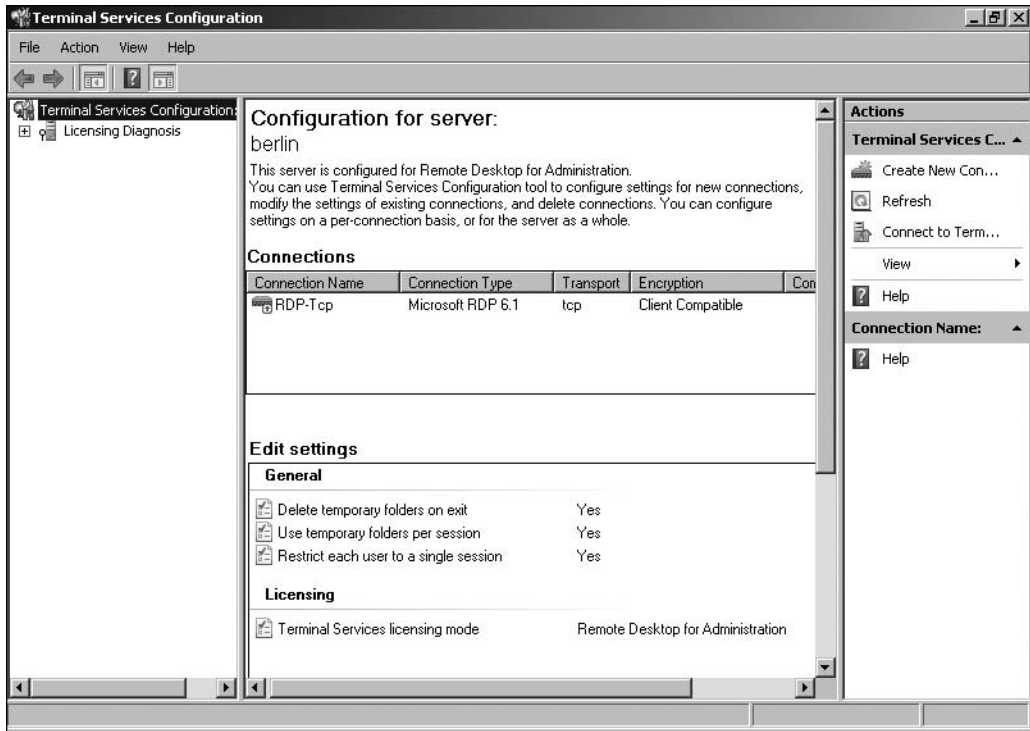 Terminal Services Configuration
File Action View Help
Terminal Services Configuration:
Licensing Diagnosis
Configuration for server:
berlin
This server is configured for Remote Desktop for Administration.
You can use Terminal Services Configuration tool to configure settings for new connections,
modify the settings of existing connections, and delete connections. You can configure
settings on a per-connection basis, or for the server as a whole.
Connections
Connection Name Connection Type Transport Encryption Con
RDP-Tcp Microsoft RDP 6.1 tcp Client Compatible
Edit settings
General
Delete temporary folders on exit Yes
Use temporary folders per session Yes
Restrict each user to a single session Yes
Licensing
Terminal Services licensing mode Remote Desktop for Administration
Actions
Terminal Services C...
Create New Con...
Refresh
Connect to Term...
View
Help
Connection Name:
Help